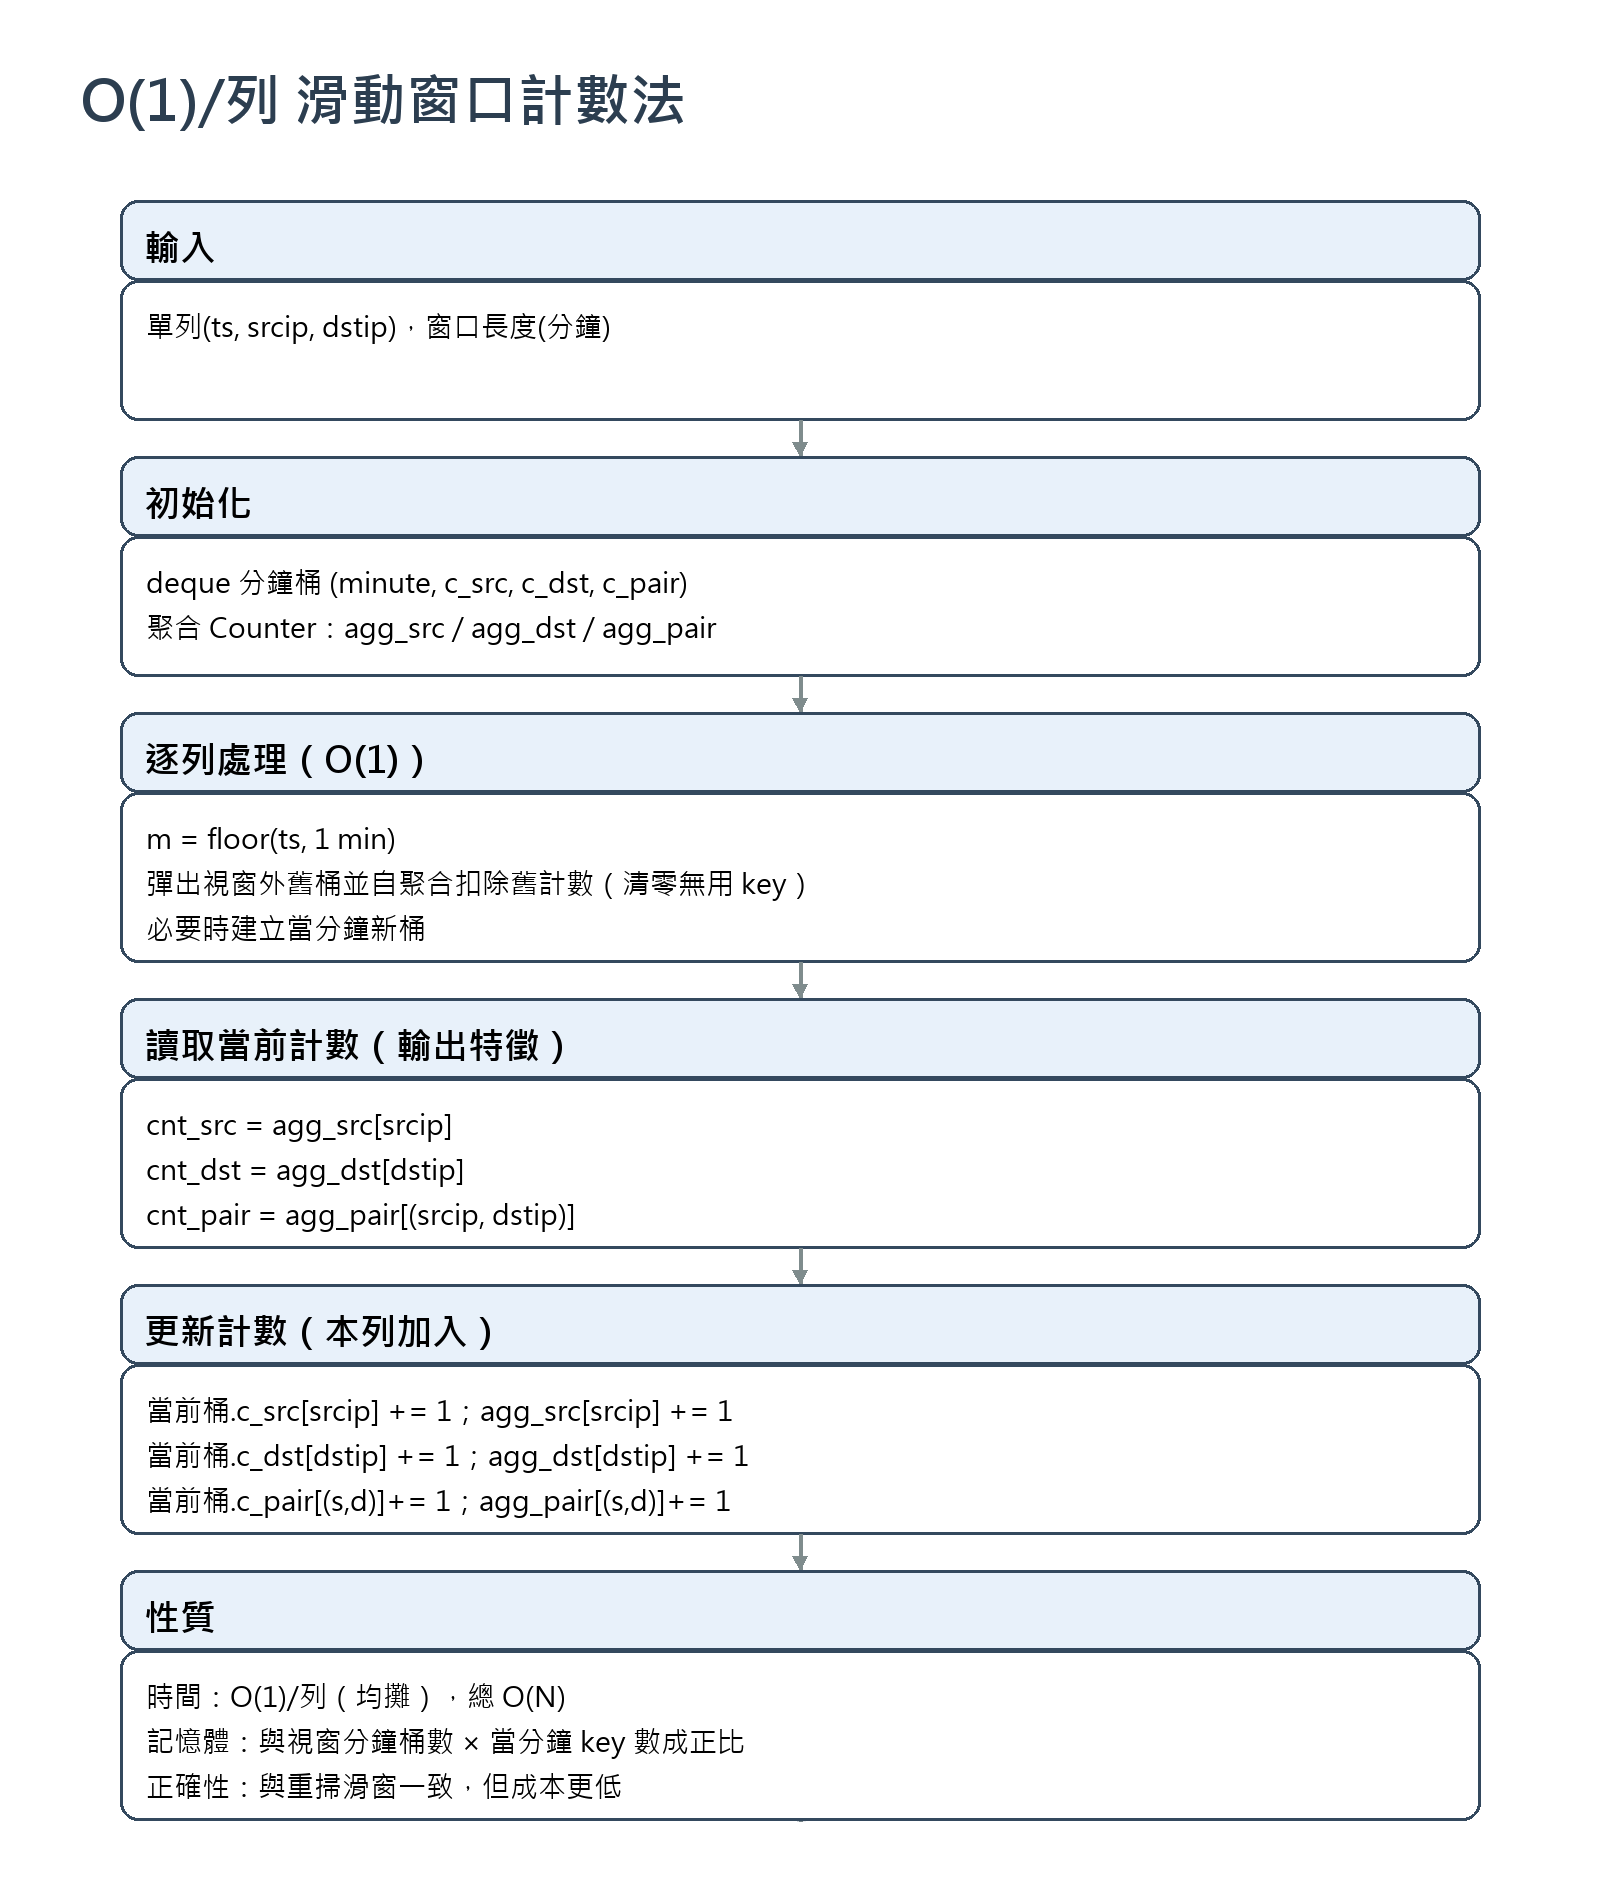 O(1)/列 滑動窗口計數法
輸入
單列(ts, srcip, dstip)，窗口長度(分鐘)
初始化
deque 分鐘桶 (minute, c_src, c_dst, c_pair)
聚合 Counter：agg_src / agg_dst / agg_pair
逐列處理（O(1)）
m = floor(ts, 1 min)
彈出視窗外舊桶並自聚合扣除舊計數（清零無用 key）
必要時建立當分鐘新桶
讀取當前計數（輸出特徵）
cnt_src = agg_src[srcip]
cnt_dst = agg_dst[dstip]
cnt_pair = agg_pair[(srcip, dstip)]
更新計數（本列加入）
當前桶.c_src[srcip] += 1；agg_src[srcip] += 1
當前桶.c_dst[dstip] += 1；agg_dst[dstip] += 1
當前桶.c_pair[(s,d)]+= 1；agg_pair[(s,d)]+= 1
性質
時間：O(1)/列（均攤），總 O(N)
記憶體：與視窗分鐘桶數 × 當分鐘 key 數成正比
正確性：與重掃滑窗一致，但成本更低